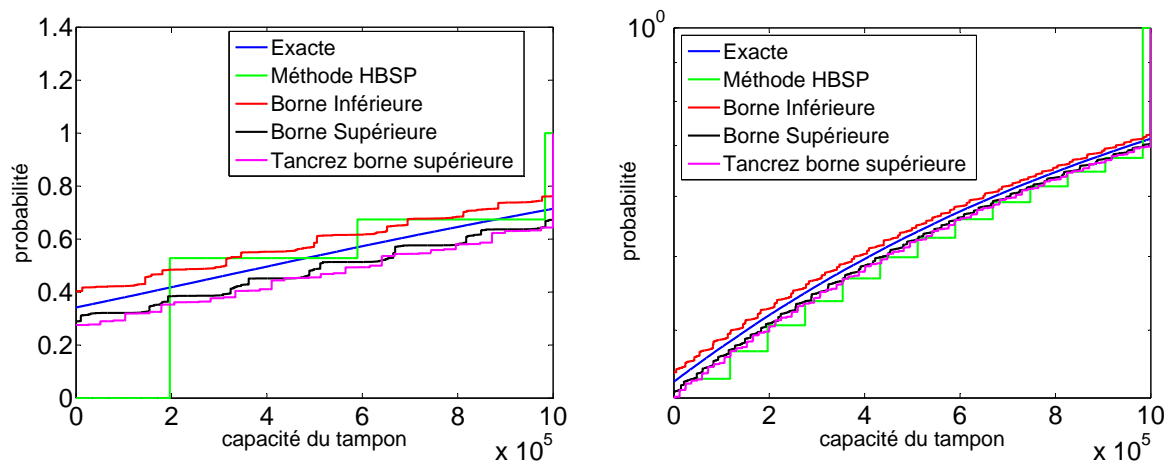 1.4
1.2
1
0.8
0.6
0.4
0.2
0
probabilité
Exacte
Méthode HBSP
Borne Inférieure
Borne Supérieure
Tancrez borne supérieure
0 2 4 6 8 10
capacité du tampon
x 10^5
10^0
probabilité
Exacte
Méthode HBSP
Borne Inférieure
Borne Supérieure
Tancrez borne supérieure
0 2 4 6 8 10
capacité du tampon
x 10^5